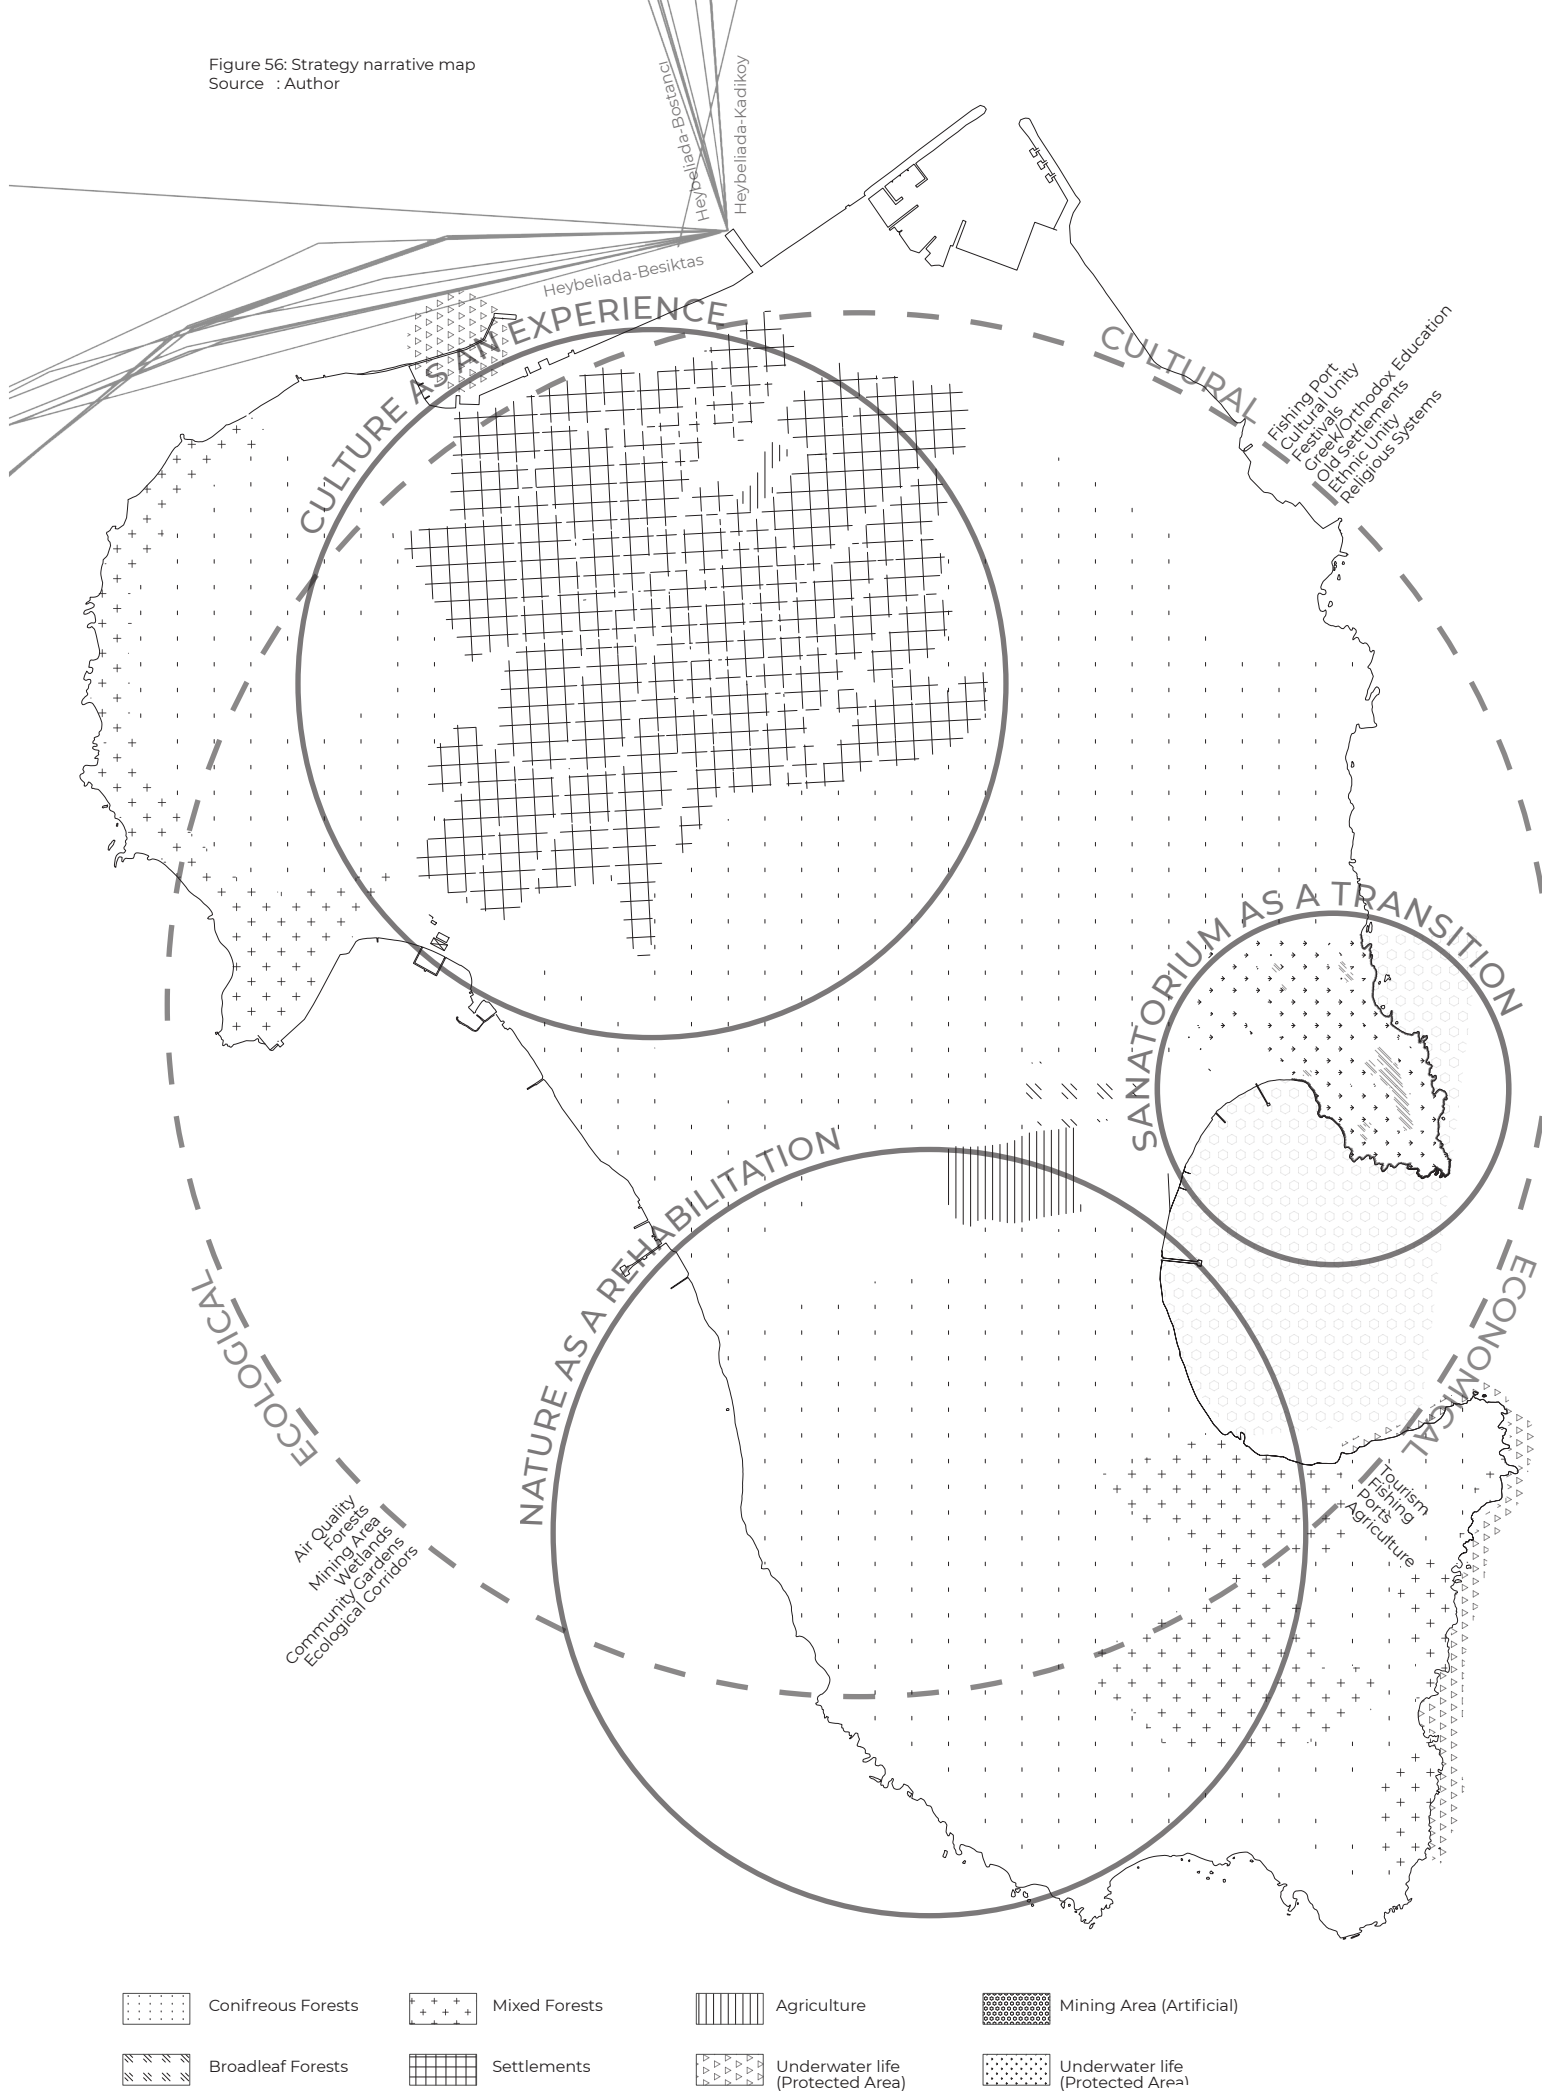 Figure 56: Strategy narrative map
Source : Author
Heybeliada-Bostancı
Heybeliada-Kadikoy
Heybeliada-Besiktas
CULTURE AS AN EXPERIENCE
CULTURAL
Fishing Port
Cultural Unity
Festivals
Greek/Orthodox Education
Old Settlements
Ethnic Unity
Religious Systems
SANATORIUM AS A TRANSITION
NATURE AS A REHABILITATION
ECOLOGICAL
ECONOMICAL
Tourism
Fishing
Ports
Agriculture
Air Quality
Forests
Mining Area
Wetlands
Community Gardens
Ecological Corridors
Conifreous Forests
Mixed Forests
Agriculture
Mining Area (Artificial)
Broadleaf Forests
Settlements
Underwater life
(Protected Area)
Underwater life
(Protected Area)